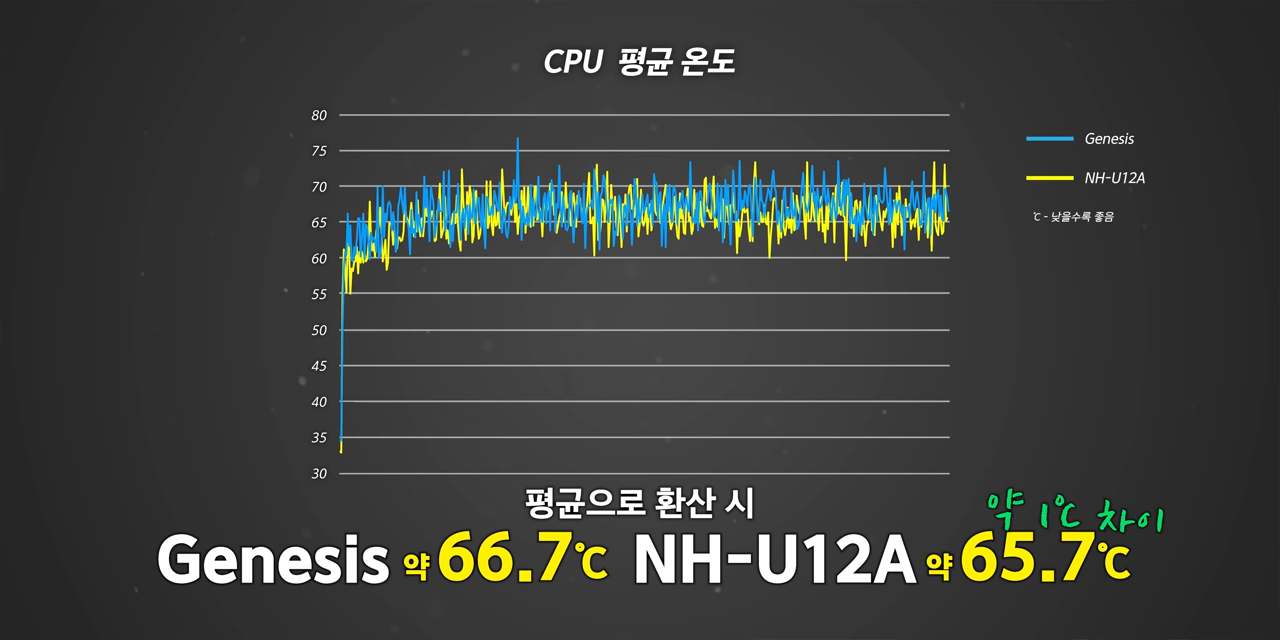 CPU 평균 온도
80
75
70
65
60
55
50
45
40
35
30
Genesis
NH-U12A
℃ - 낮을수록 좋음
평균으로 환산 시
약 1℃ 차이
Genesis 약 66.7℃ NH-U12A 약 65.7℃